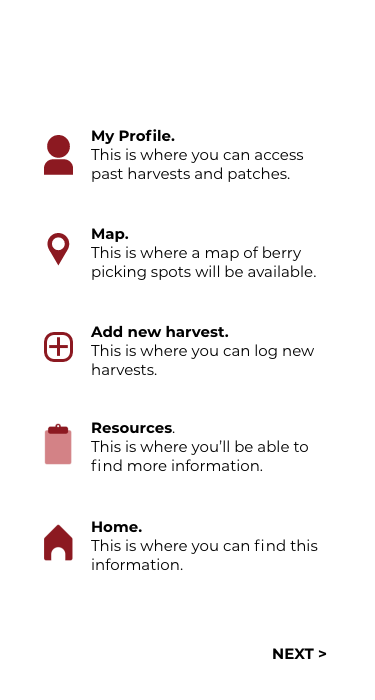 My Profile.
This is where you can access
past harvests and patches.
Map.
This is where a map of berry
picking spots will be available.
Add new harvest.
This is where you can log new
harvests.
Resources.
This is where you'll be able to
find more information.
Home.
This is where you can find this
information.
NEXT >